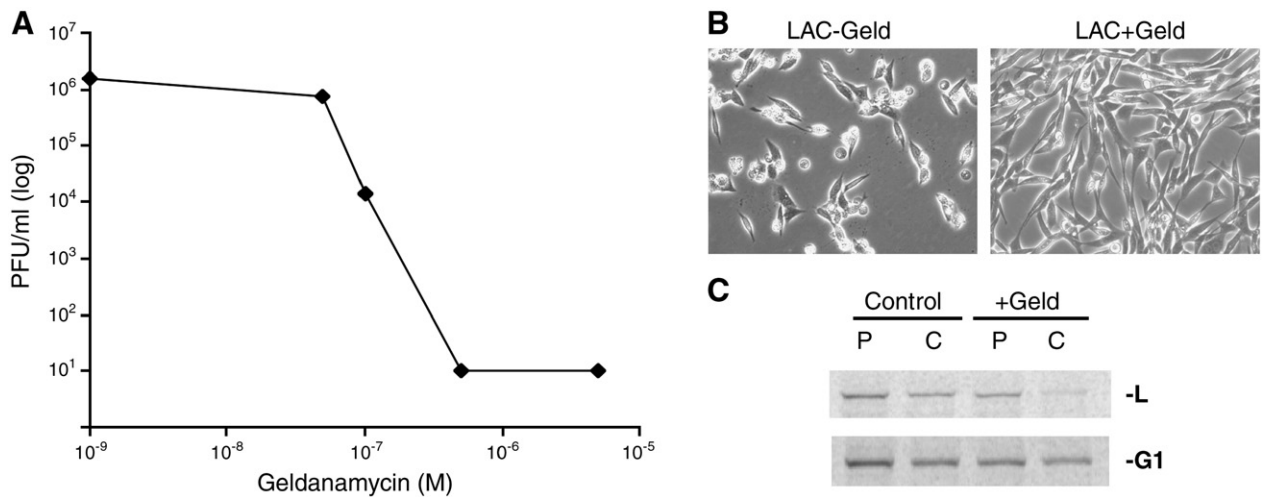 A
10^7
10^6
10^5
10^4
10^3
10^2
10^1
PFU/ml (log)
10^-9 10^-8 10^-7 10^-6 10^-5
Geldanamycin (M)
B
LAC-Geld LAC+Geld
C
Control +Geld
P C P C
-L
-G1